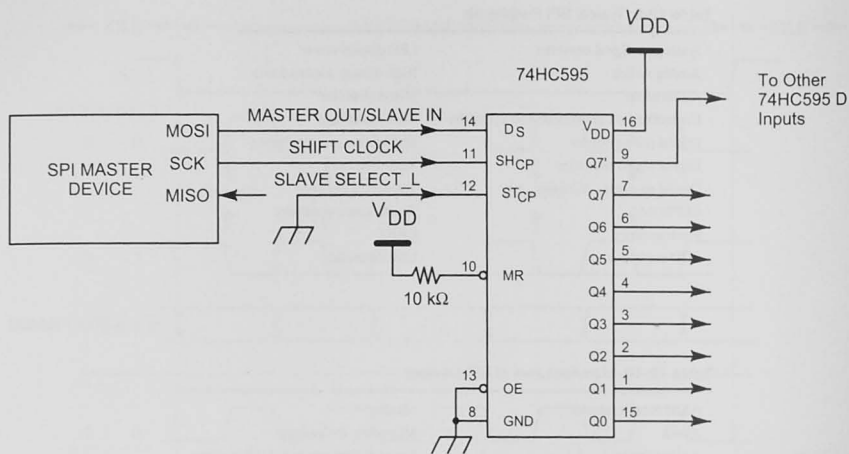 VDD
74HC595
To Other
74HC595 D
Inputs
SPI MASTER
DEVICE
MOSI
SCK
MISO
MASTER OUT/SLAVE IN
SHIFT CLOCK
SLAVE SELECT_L
VDD
10 kΩ
14 DS
11 SHCP
12 STCP
10 MR
13 OE
8 GND
VDD 16
Q7' 9
Q7 7
Q6 6
Q5 5
Q4 4
Q3 3
Q2 2
Q1 1
Q0 15